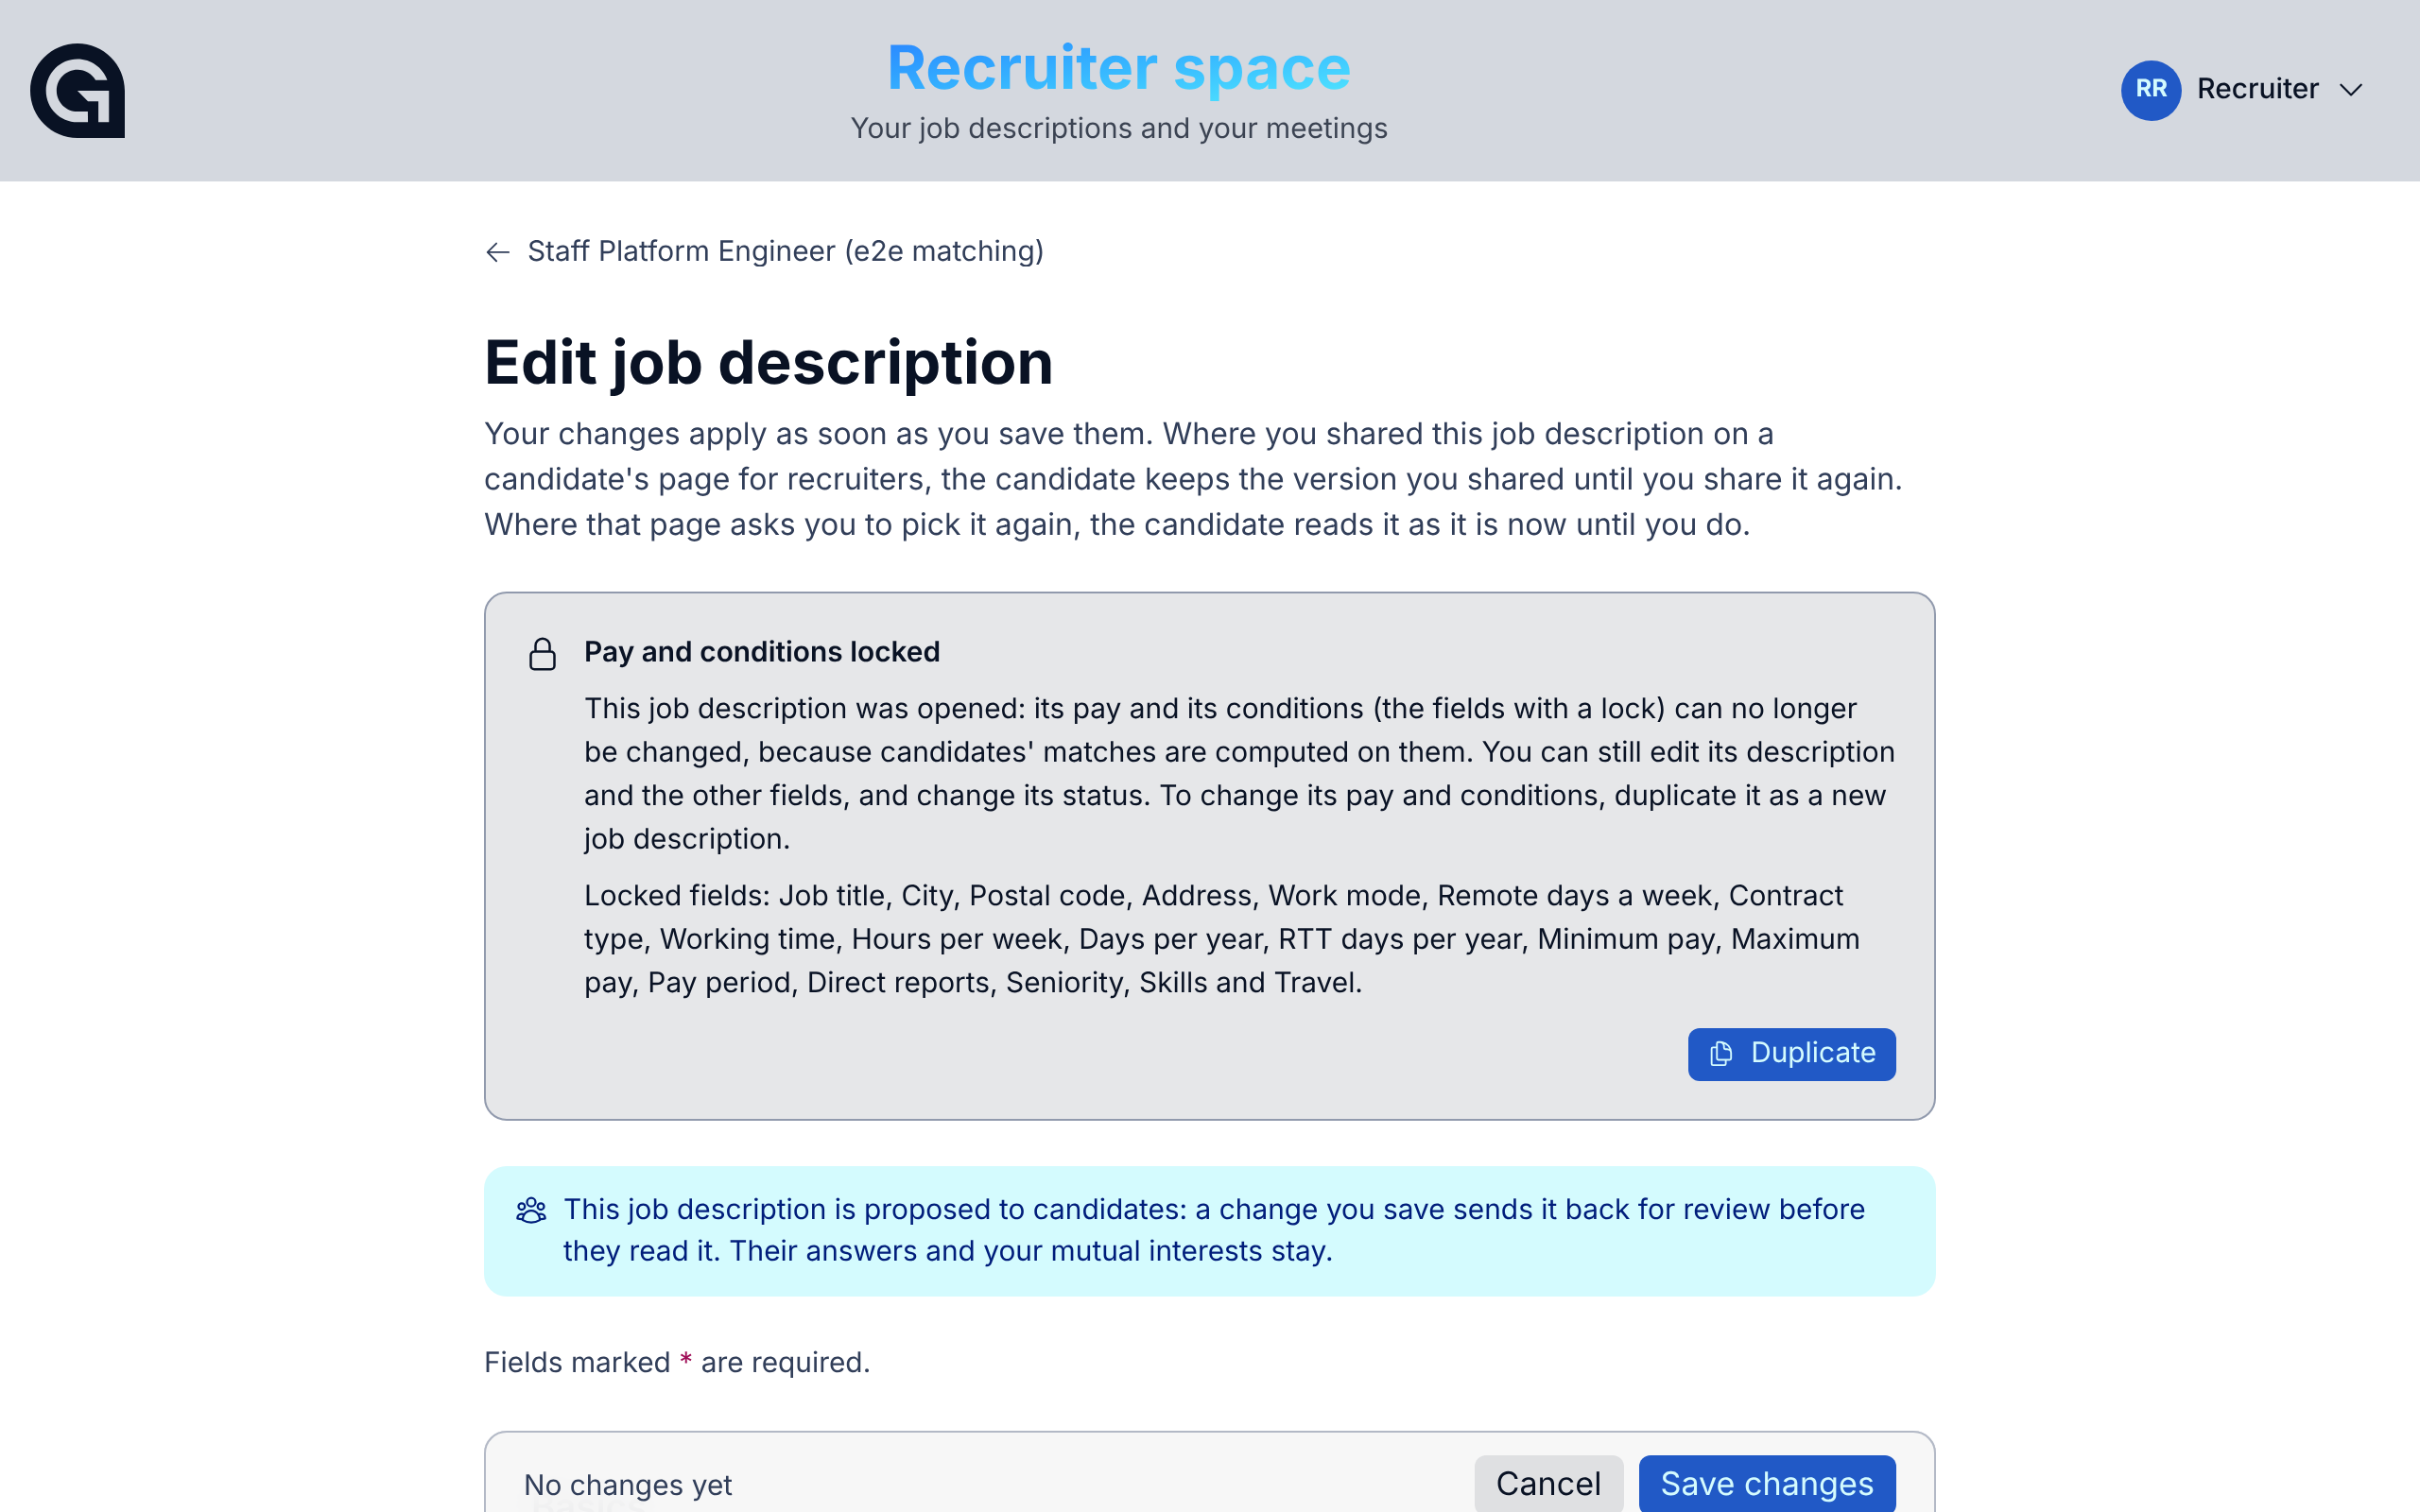 Recruiter space
Your job descriptions and your meetings
RR Recruiter
Staff Platform Engineer (e2e matching)
Edit job description
Your changes apply as soon as you save them. Where you shared this job description on a
candidate's page for recruiters, the candidate keeps the version you shared until you share it again.
Where that page asks you to pick it again, the candidate reads it as it is now until you do.
Pay and conditions locked
This job description was opened: its pay and its conditions (the fields with a lock) can no longer
be changed, because candidates' matches are computed on them. You can still edit its description
and the other fields, and change its status. To change its pay and conditions, duplicate it as a new
job description.
Locked fields: Job title, City, Postal code, Address, Work mode, Remote days a week, Contract
type, Working time, Hours per week, Days per year, RTT days per year, Minimum pay, Maximum
pay, Pay period, Direct reports, Seniority, Skills and Travel.
Duplicate
This job description is proposed to candidates: a change you save sends it back for review before
they read it. Their answers and your mutual interests stay.
Fields marked * are required.
No changes yet
Cancel
Save changes